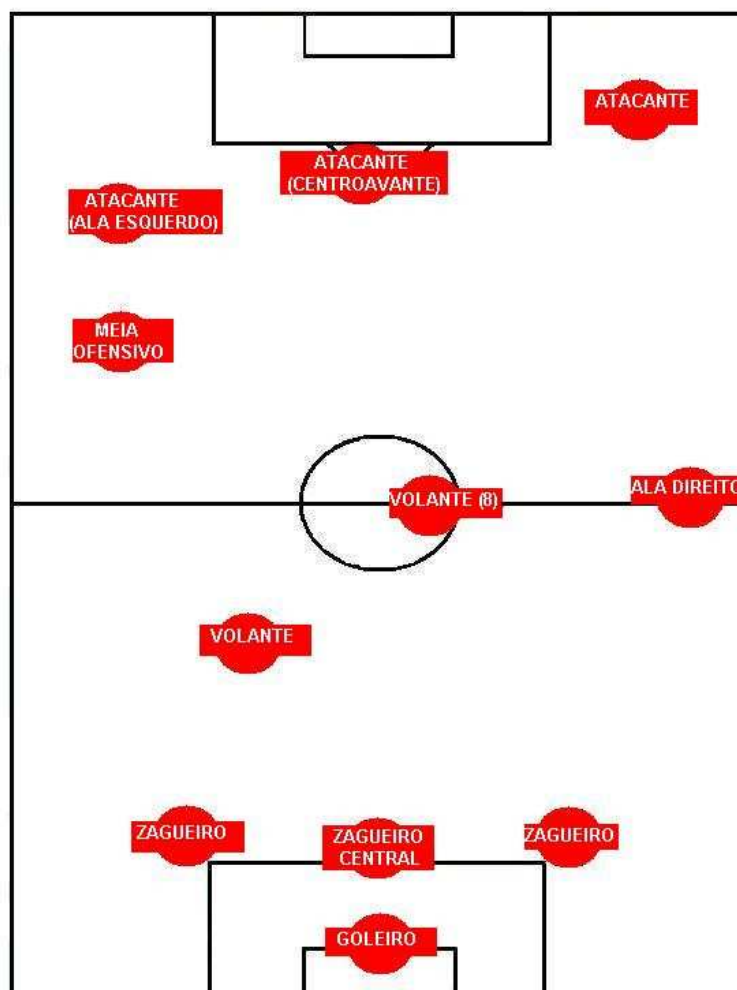 ATACANTE
ATACANTE
(CENTROAVANTE)
ATACANTE
(ALA ESQUERDO)
MEIA
OFENSIVO
ALA DIREITO
VOLANTE (8)
VOLANTE
ZAGUEIRO
ZAGUEIRO
CENTRAL
ZAGUEIRO
GOLEIRO